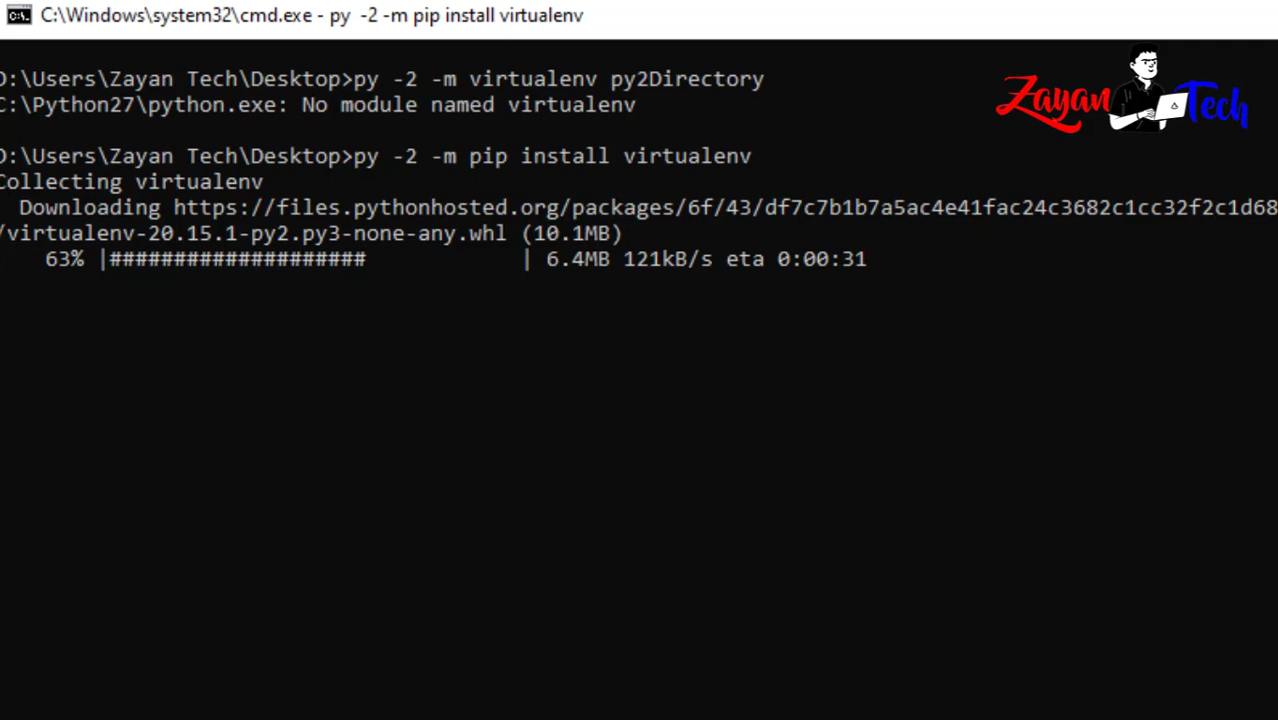 C:\Windows\system32\cmd.exe - py  -2 -m pip install virtualenv
D:\Users\Zayan Tech\Desktop>py -2 -m virtualenv py2Directory
C:\Python27\python.exe: No module named virtualenv
Zayan Tech
D:\Users\Zayan Tech\Desktop>py -2 -m pip install virtualenv
Collecting virtualenv
  Downloading https://files.pythonhosted.org/packages/6f/43/df7c7b1b7a5ac4e41fac24c3682c1cc32f2c1d68
/virtualenv-20.15.1-py2.py3-none-any.whl (10.1MB)
    63% |####################            | 6.4MB 121kB/s eta 0:00:31